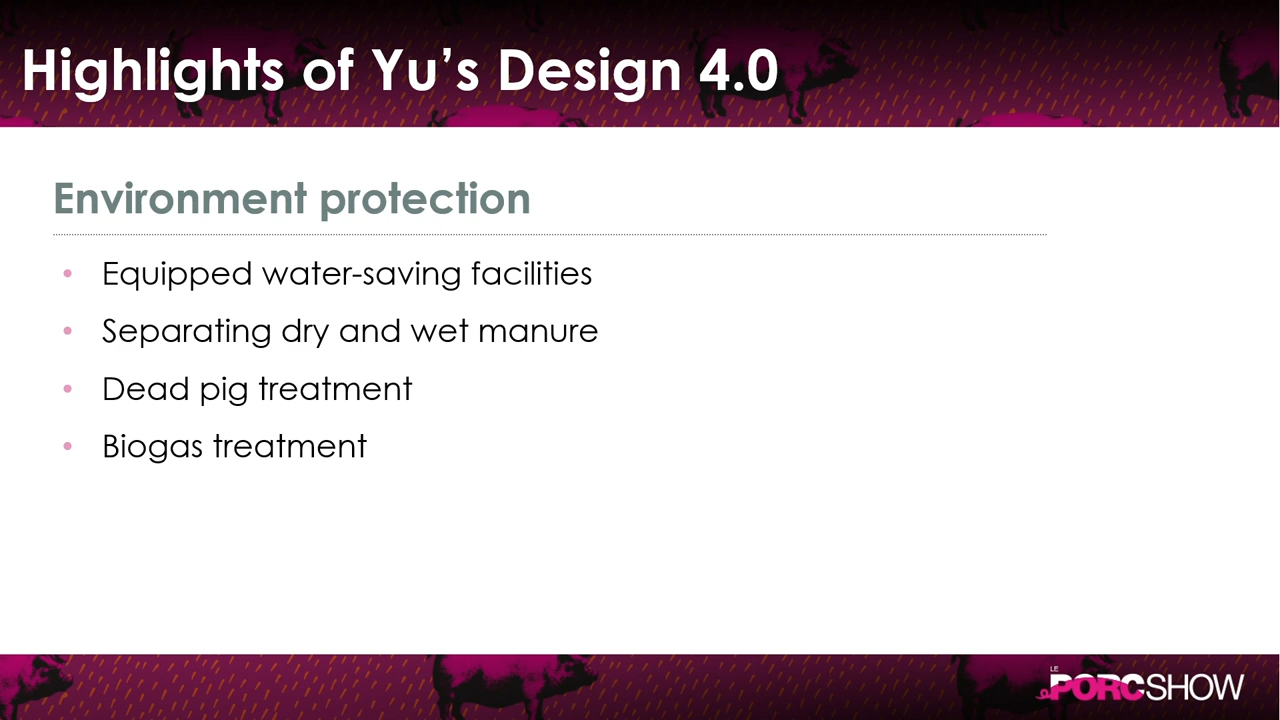 Highlights of Yu’s Design 4.0
Environment protection
• Equipped water-saving facilities
• Separating dry and wet manure
• Dead pig treatment
• Biogas treatment
LE
PORCSHOW